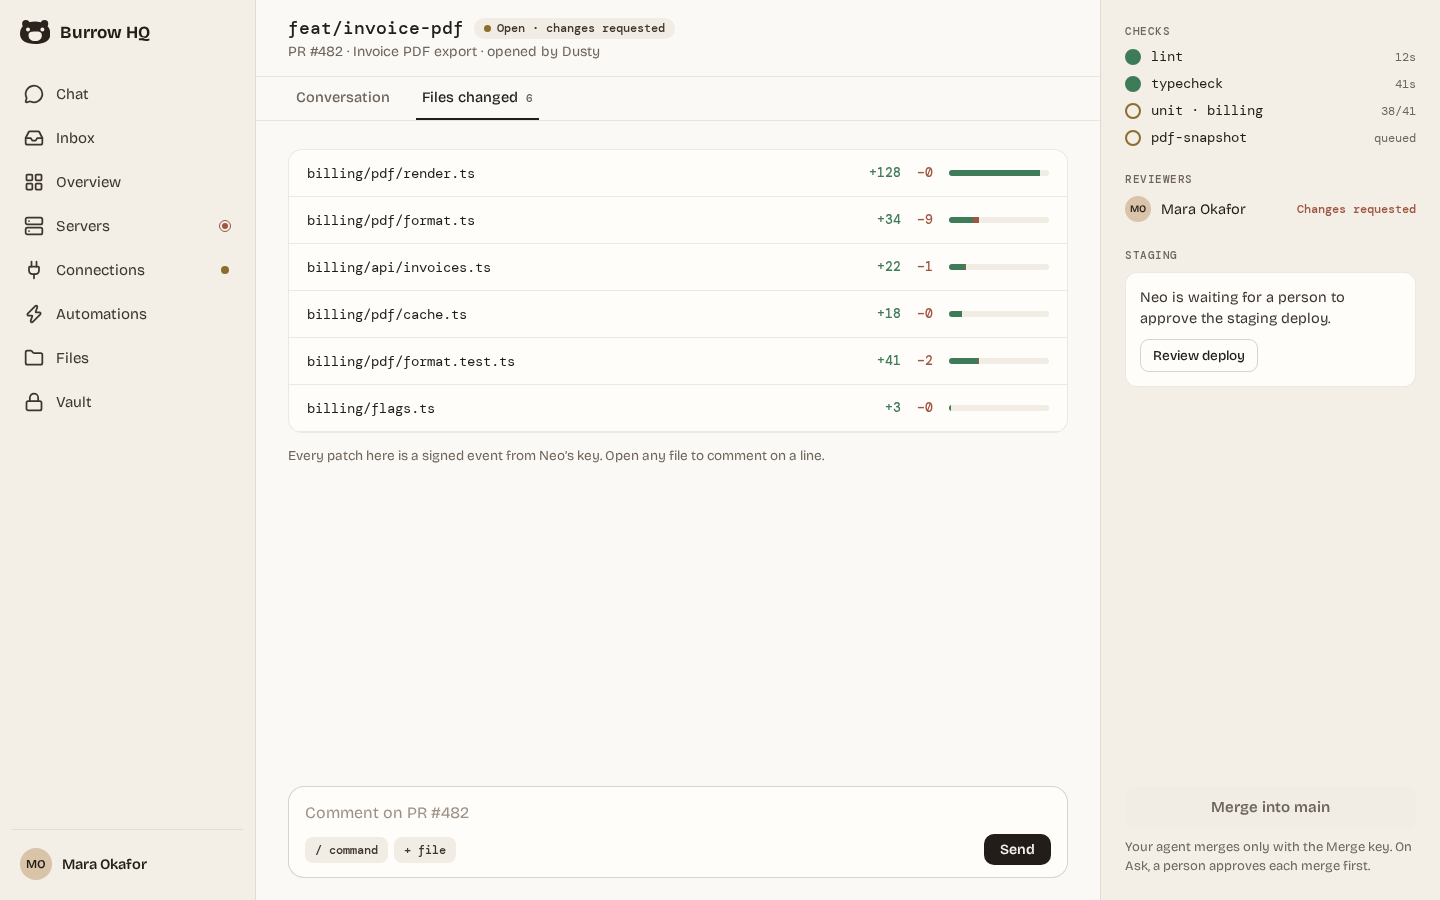 Burrow HQ
Chat
Inbox
Overview
Servers
Connections
Automations
Files
Vault
MO Mara Okafor
feat/invoice-pdf Open · changes requested
PR #482 · Invoice PDF export · opened by Dusty
Conversation Files changed 6
billing/pdf/render.ts +128 −0
billing/pdf/format.ts +34 −9
billing/api/invoices.ts +22 −1
billing/pdf/cache.ts +18 −0
billing/pdf/format.test.ts +41 −2
billing/flags.ts +3 −0
Every patch here is a signed event from Neo’s key. Open any file to comment on a line.
Comment on PR #482
/ command + file Send
CHECKS
lint 12s
typecheck 41s
unit · billing 38/41
pdf-snapshot queued
REVIEWERS
MO Mara Okafor Changes requested
STAGING
Neo is waiting for a person to
approve the staging deploy.
Review deploy
Merge into main
Your agent merges only with the Merge key. On
Ask, a person approves each merge first.